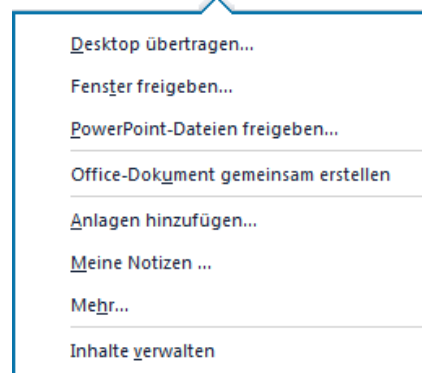 Desktop übertragen...
Fenster freigeben...
PowerPoint-Dateien freigeben...
Office-Dokument gemeinsam erstellen
Anlagen hinzufügen...
Meine Notizen ...
Mehr...
Inhalte verwalten